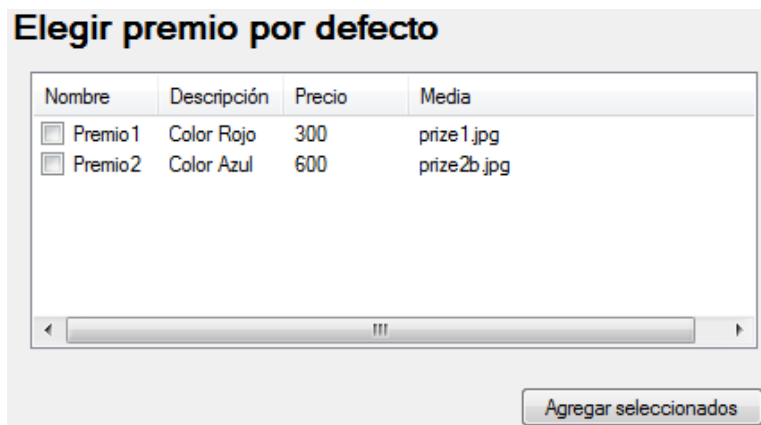 Elegir premio por defecto
Nombre Descripción Precio Media
Premio1 Color Rojo 300 prize1.jpg
Premio2 Color Azul 600 prize2b.jpg
Agregar seleccionados